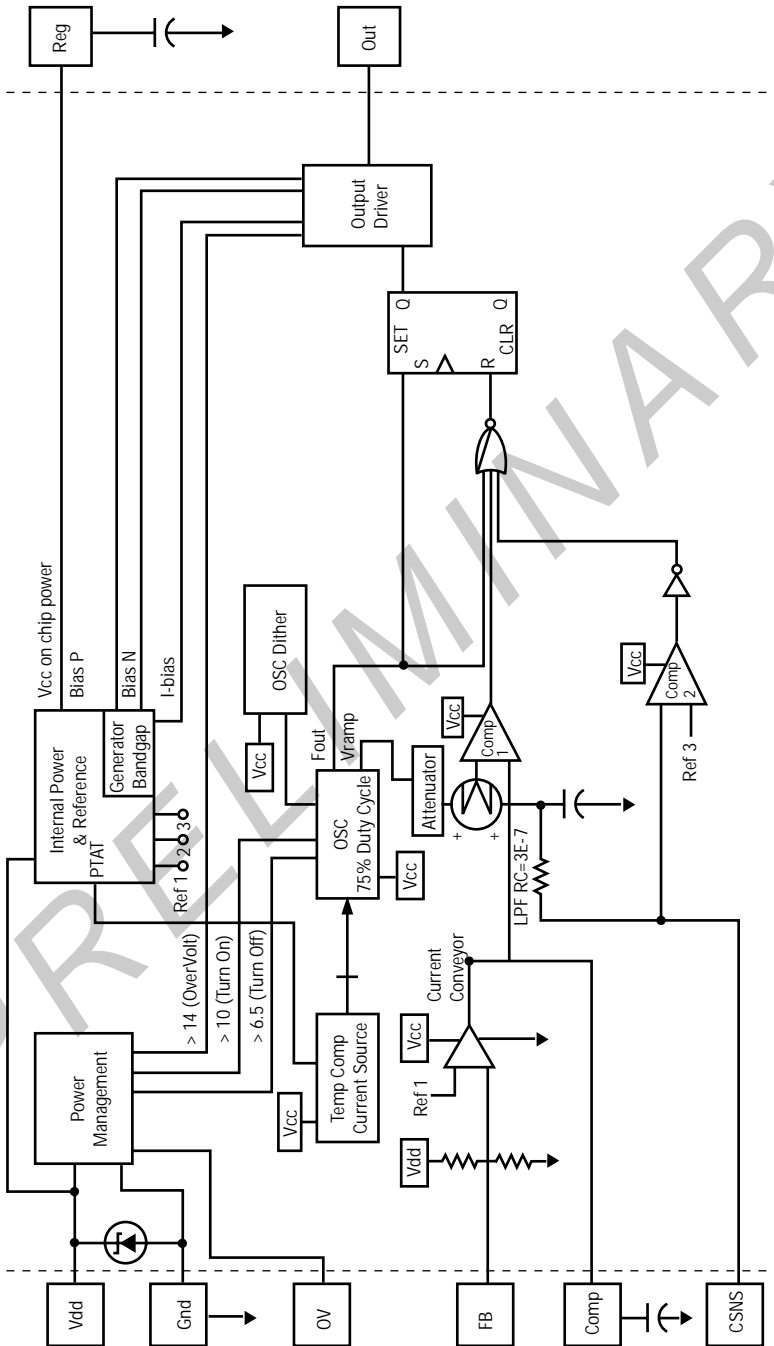 Vdd
Gnd
OV
FB
Comp
CSNS
Power
Management
> 14 (OverVolt)
> 10 (Turn On)
> 6.5 (Turn Off)
Internal Power
& Reference
PTAT
Generator
Bandgap
Ref 1
2
3
Vcc on chip power
Bias P
Bias N
I-bias
Reg
Out
Vcc
Temp Comp
Current Source
OSC
75% Duty Cycle
Vcc
Vcc
OSC Dither
Fout
Vramp
Attenuator
+
+
Vcc
Comp
1
Vdd
Ref 1
Vcc
Current
Conveyor
LPF RC=3E-7
Ref 3
Vcc
Comp
2
SET
S
Q
R
CLR
Q
Output
Driver
PRELIMINARY